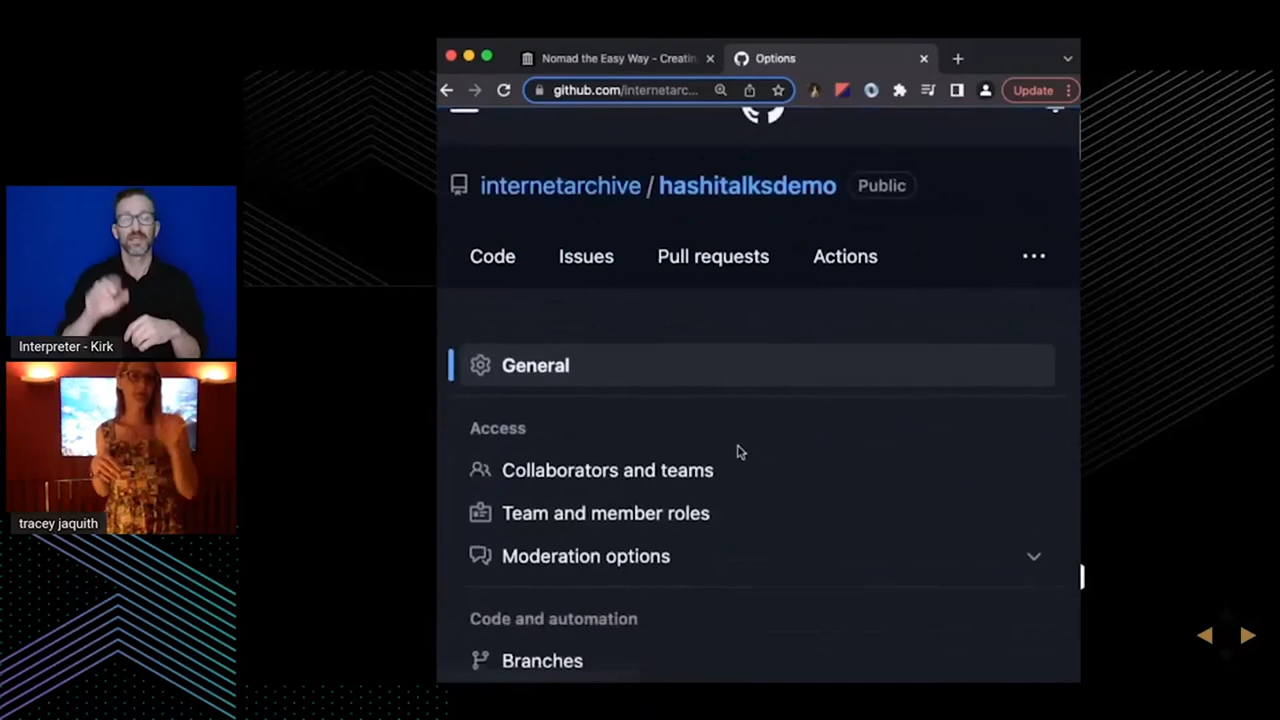 Nomad the Easy Way - Creatin
Options
github.com/internetarc...
Update
internetarchive / hashitalksdemo
Public
Code
Issues
Pull requests
Actions
General
Access
Collaborators and teams
Team and member roles
Moderation options
Code and automation
Branches
Interpreter - Kirk
tracey jaquith